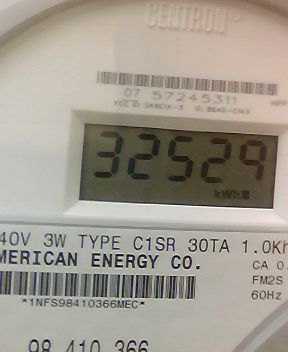 CENTRON®
07 57245311
32529
kWh
40V 3W TYPE C1SR 30TA 1.0Kh
MERICAN ENERGY CO.
CA 0.
*1NFS98410366MEC*
FM2S
60Hz
98 410 366